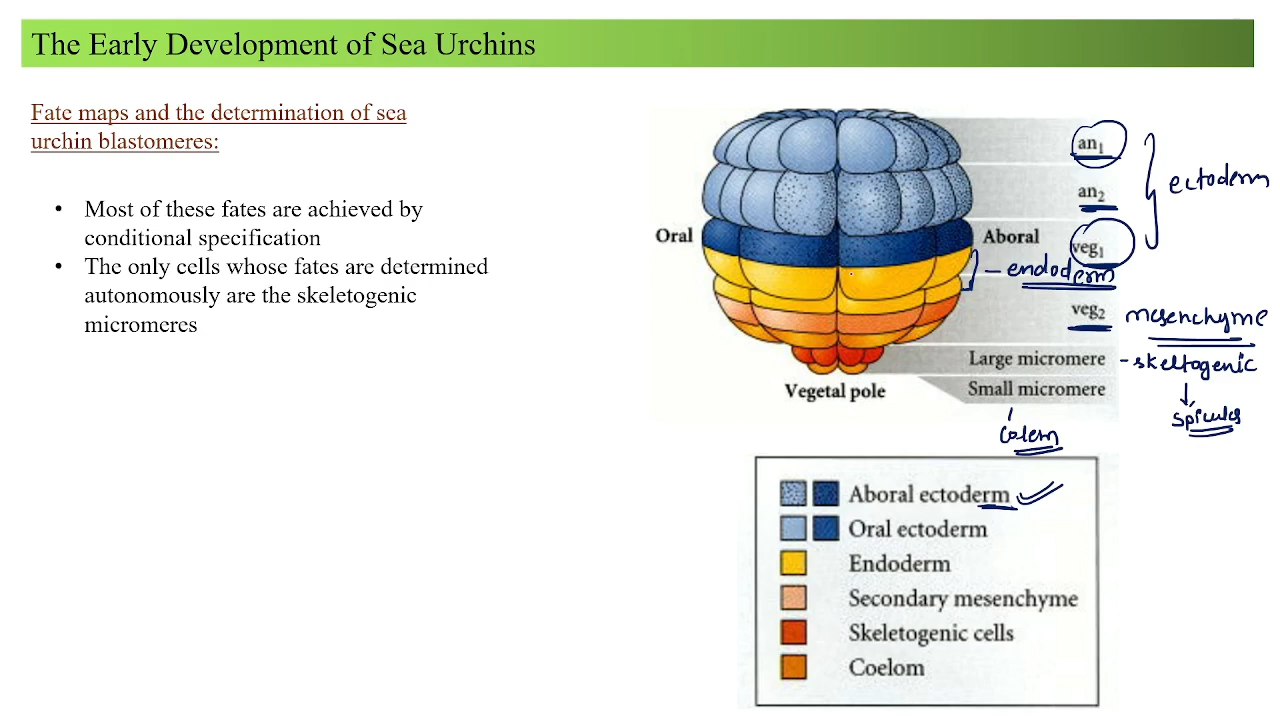 The Early Development of Sea Urchins
Fate maps and the determination of sea
urchin blastomeres:
• Most of these fates are achieved by
conditional specification
• The only cells whose fates are determined
autonomously are the skeletogenic
micromeres
an1
an2
ectoderm
Oral
Aboral
veg1
– endoderm
veg2
mesenchyme
Large micromere
- skeltogenic
Vegetal pole
Small micromere
spicules
Colem
Aboral ectoderm
Oral ectoderm
Endoderm
Secondary mesenchyme
Skeletogenic cells
Coelom